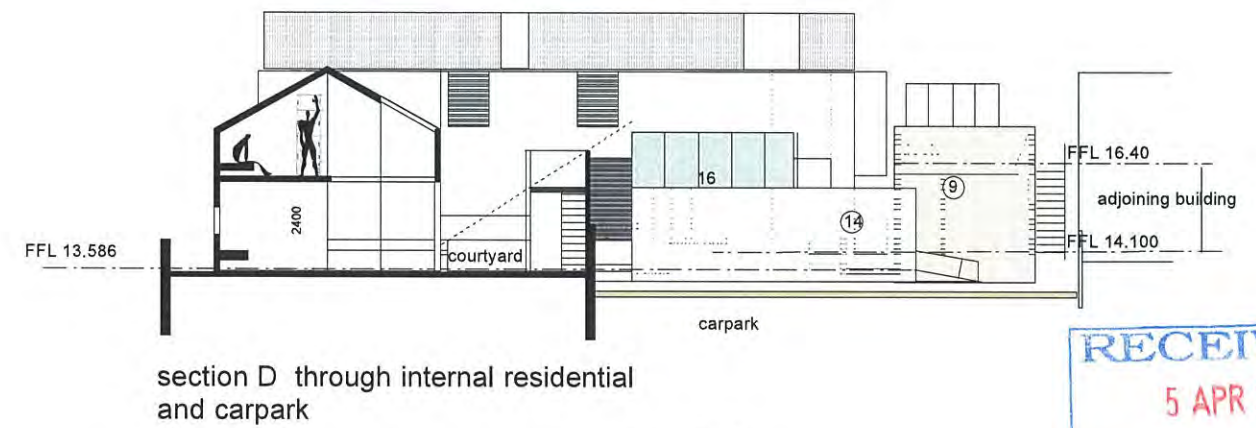 FFL 16.40
16
9
adjoining building
2400
14
FFL 13.586
courtyard
FFL 14.100
carpark
section D through internal residential
and carpark
5 APR